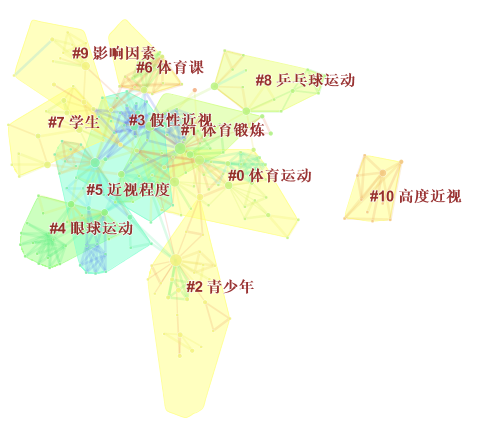 #9 影响因素
#6 体育课
#8 乒乓球运动
#7 学生
#3 假性近视
#1 体育锻炼
#0 体育运动
#5 近视程度
#10 高度近视
#4 眼球运动
#2 青少年